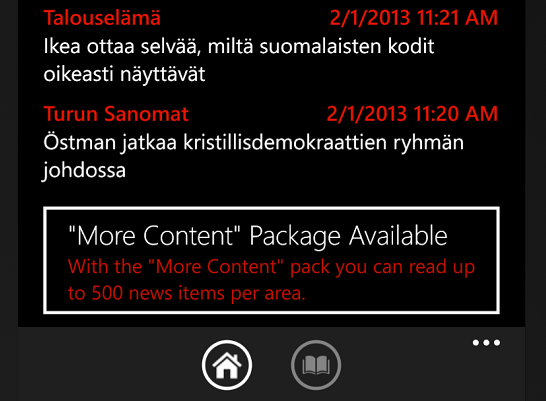 Talouselämä 2/1/2013 11:21 AM
Ikea ottaa selvää, miltä suomalaisten kodit
oikeasti näyttävät
Turun Sanomat 2/1/2013 11:20 AM
Östman jatkaa kristillisdemokraattien ryhmän
johdossa
"More Content" Package Available
With the "More Content" pack you can read up
to 500 news items per area.